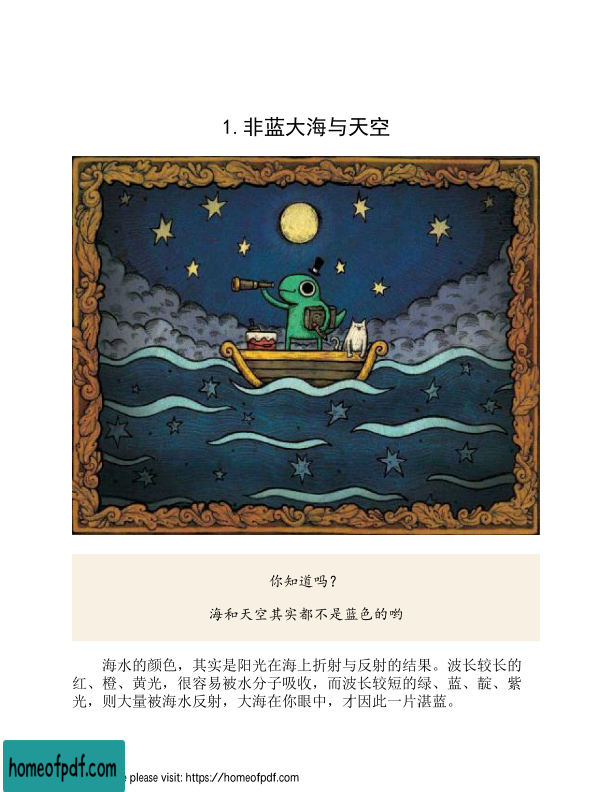 1.非蓝大海与天空
你知道吗？
海和天空其实都不是蓝色的哟
海水的颜色，其实是阳光在海上折射与反射的结果。波长较长的
红、橙、黄光，很容易被水分子吸收，而波长较短的绿、蓝、靛、紫
光，则大量被海水反射，大海在你眼中，才因此一片湛蓝。
homeofpdf.com
please visit: https://homeofpdf.com